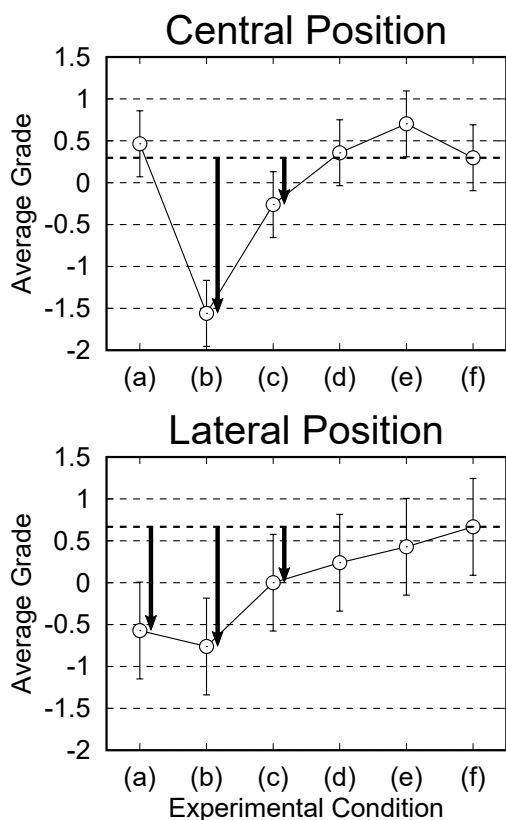 Central Position
1.5
1
0.5
0
-0.5
-1
-1.5
-2
Average Grade
(a) (b) (c) (d) (e) (f)
Lateral Position
1.5
1
0.5
0
-0.5
-1
-1.5
-2
Average Grade
(a) (b) (c) (d) (e) (f)
Experimental Condition